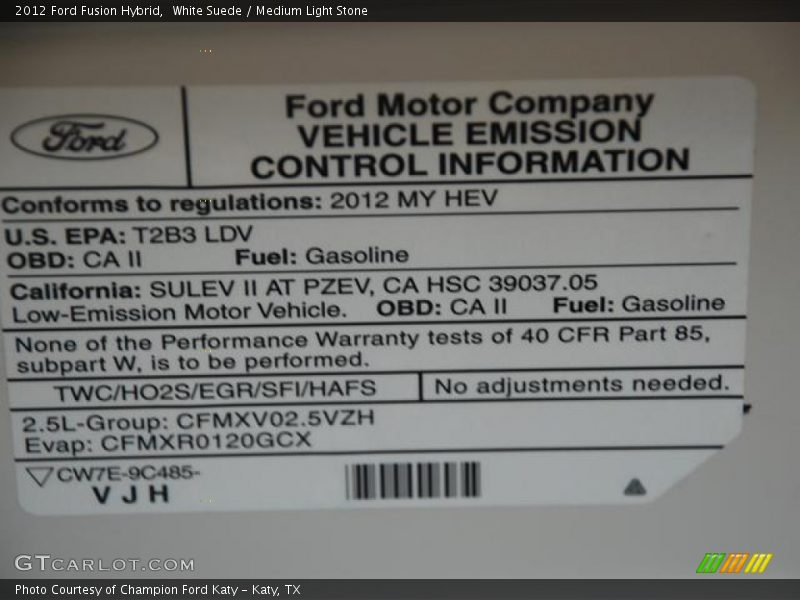 2012 Ford Fusion Hybrid,  White Suede / Medium Light Stone
Ford
Ford Motor Company
VEHICLE EMISSION
CONTROL INFORMATION
Conforms to regulations: 2012 MY HEV
U.S. EPA: T2B3 LDV
OBD: CA II Fuel: Gasoline
California: SULEV II AT PZEV, CA HSC 39037.05
Low-Emission Motor Vehicle. OBD: CA II Fuel: Gasoline
None of the Performance Warranty tests of 40 CFR Part 85,
subpart W, is to be performed.
TWC/HO2S/EGR/SFI/HAFS No adjustments needed.
2.5L-Group: CFMXV02.5VZH
Evap: CFMXR0120GCX
CW7E-9C485-
V J H
GTCARLOT.COM
Photo Courtesy of Champion Ford Katy – Katy, TX